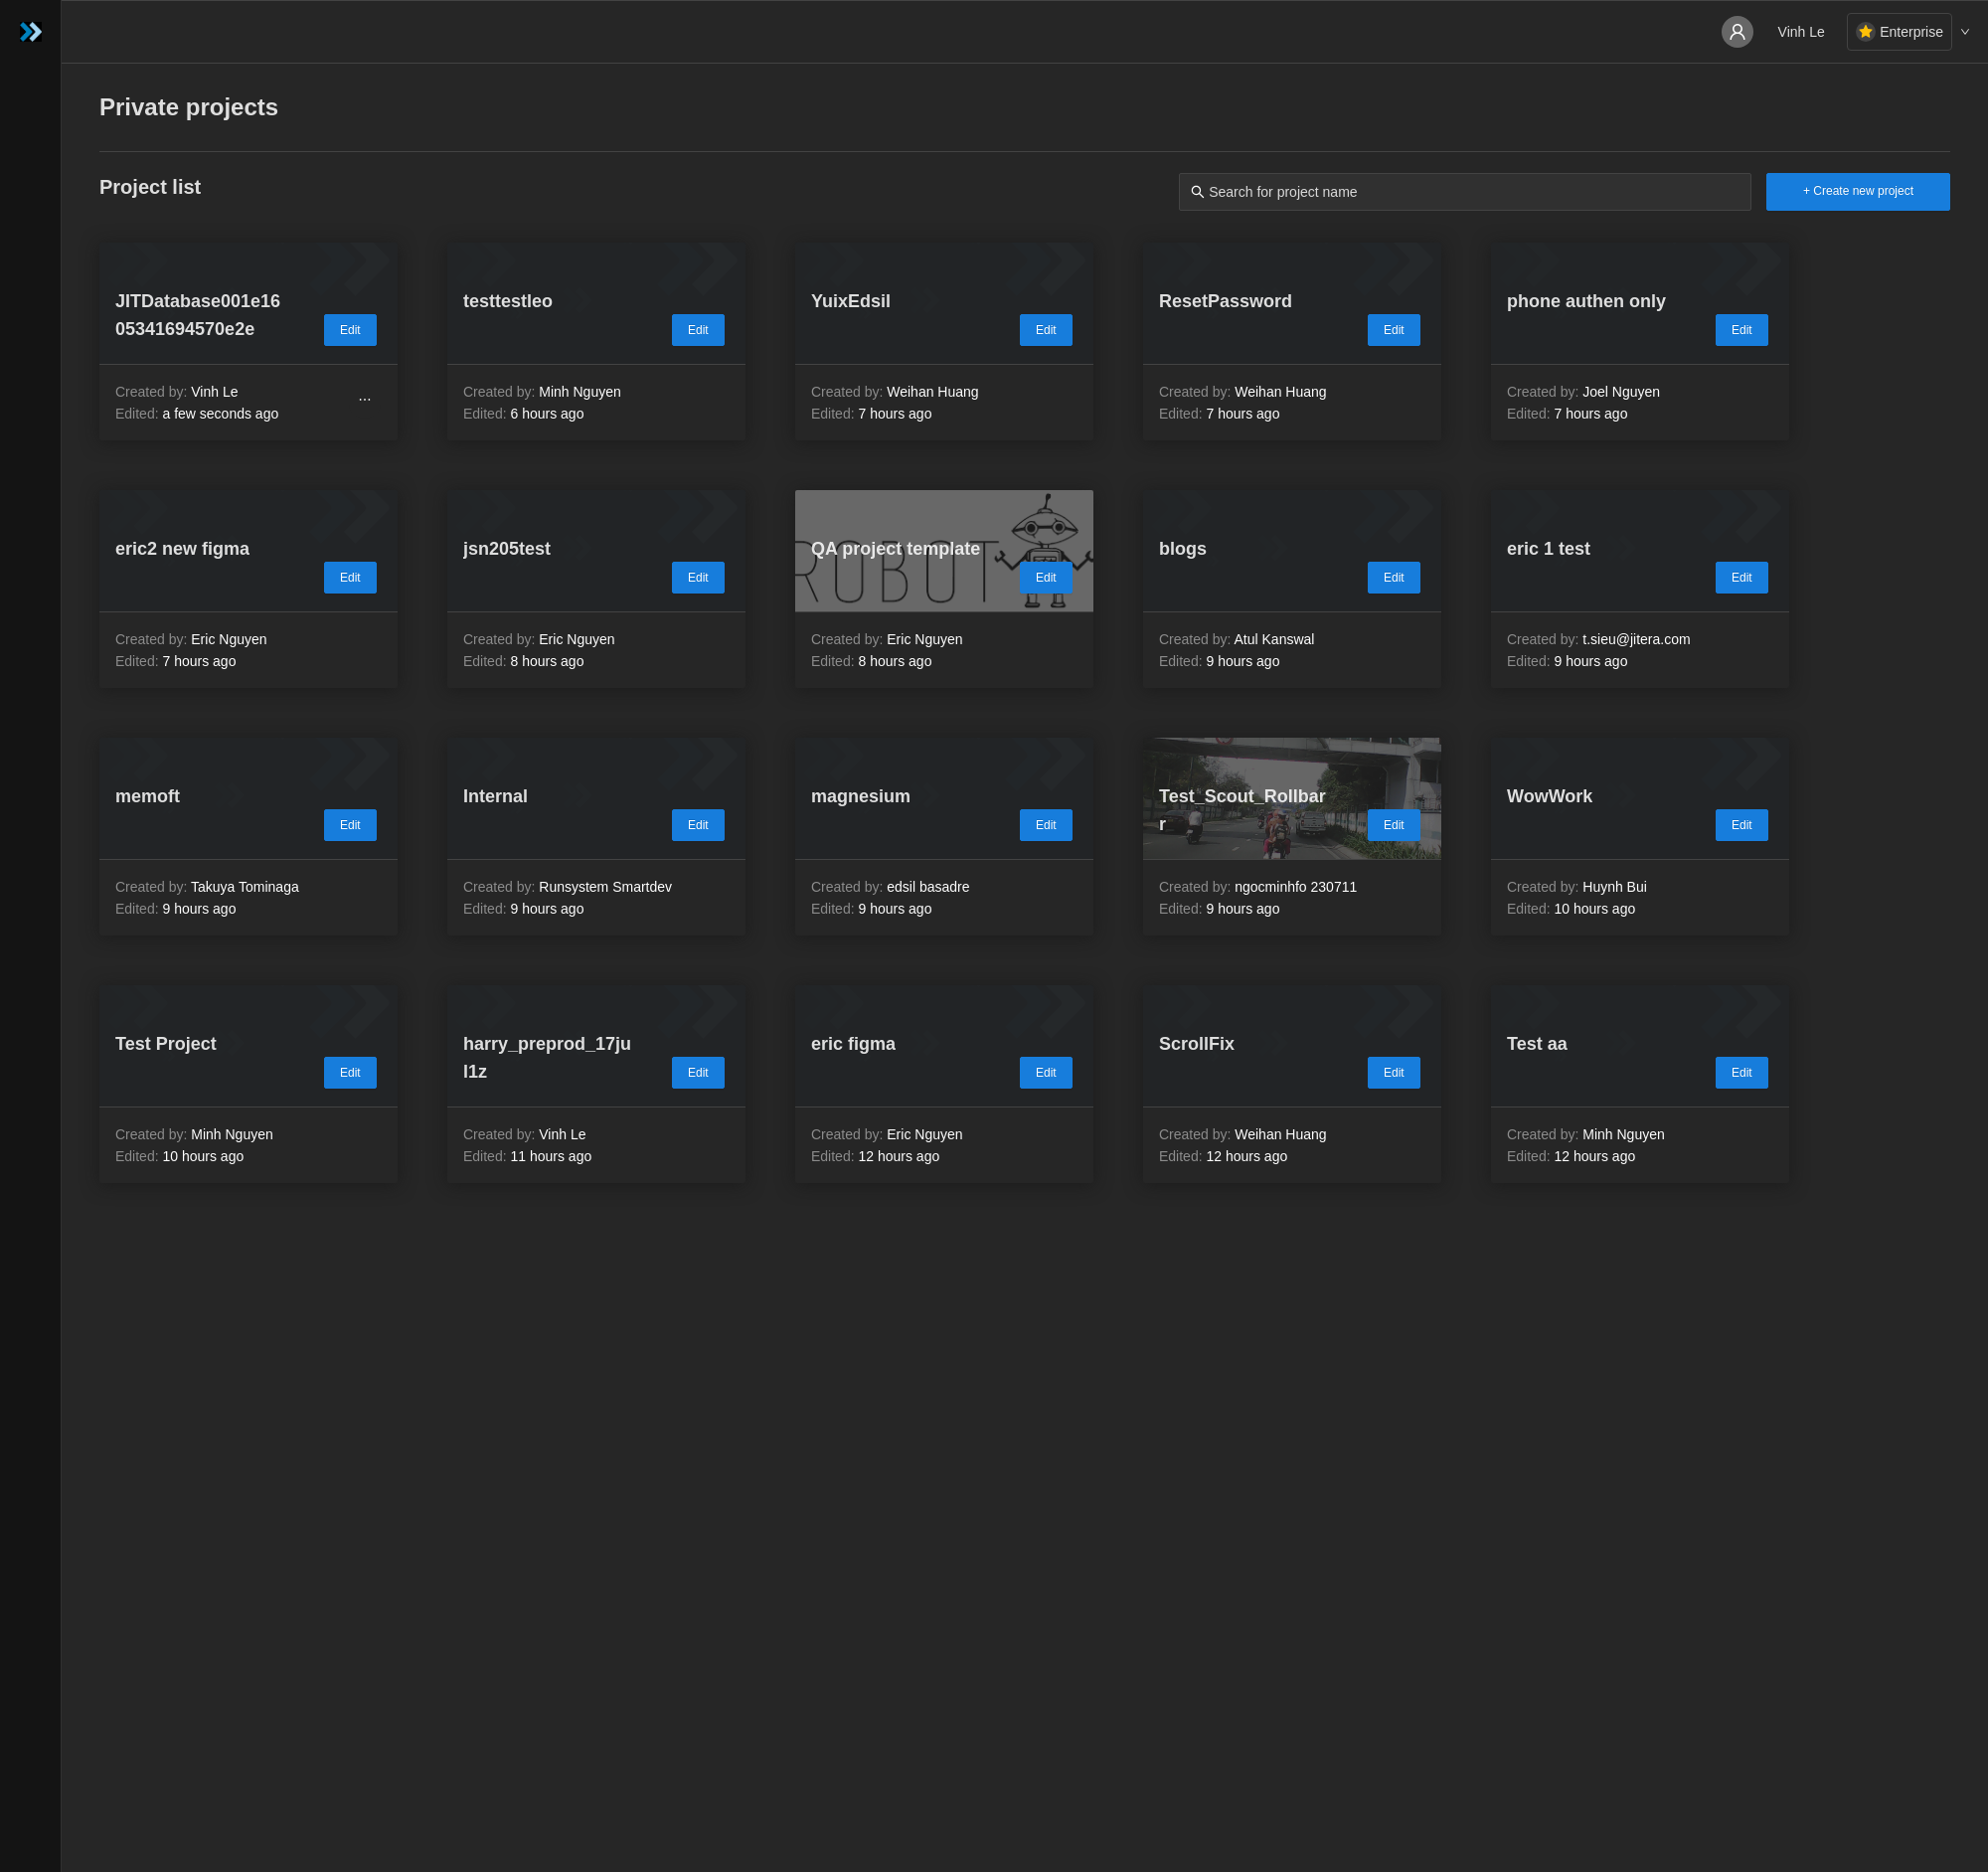 Vinh Le
Enterprise
Private projects
Project list
Search for project name
+ Create new project
JITDatabase001e16
05341694570e2e
Edit
Created by: Vinh Le
...
Edited: a few seconds ago
testtestleo
Edit
Created by: Minh Nguyen
Edited: 6 hours ago
YuixEdsil
Edit
Created by: Weihan Huang
Edited: 7 hours ago
ResetPassword
Edit
Created by: Weihan Huang
Edited: 7 hours ago
phone authen only
Edit
Created by: Joel Nguyen
Edited: 7 hours ago
eric2 new figma
Edit
Created by: Eric Nguyen
Edited: 7 hours ago
jsn205test
Edit
Created by: Eric Nguyen
Edited: 8 hours ago
QA project template
ROBOT
Edit
Created by: Eric Nguyen
Edited: 8 hours ago
blogs
Edit
Created by: Atul Kanswal
Edited: 9 hours ago
eric 1 test
Edit
Created by: t.sieu@jitera.com
Edited: 9 hours ago
memoft
Edit
Created by: Takuya Tominaga
Edited: 9 hours ago
Internal
Edit
Created by: Runsystem Smartdev
Edited: 9 hours ago
magnesium
Edit
Created by: edsil basadre
Edited: 9 hours ago
Test_Scout_Rollbar
r
Edit
Created by: ngocminhfo 230711
Edited: 9 hours ago
WowWork
Edit
Created by: Huynh Bui
Edited: 10 hours ago
Test Project
Edit
Created by: Minh Nguyen
Edited: 10 hours ago
harry_preprod_17ju
l1z
Edit
Created by: Vinh Le
Edited: 11 hours ago
eric figma
Edit
Created by: Eric Nguyen
Edited: 12 hours ago
ScrollFix
Edit
Created by: Weihan Huang
Edited: 12 hours ago
Test aa
Edit
Created by: Minh Nguyen
Edited: 12 hours ago